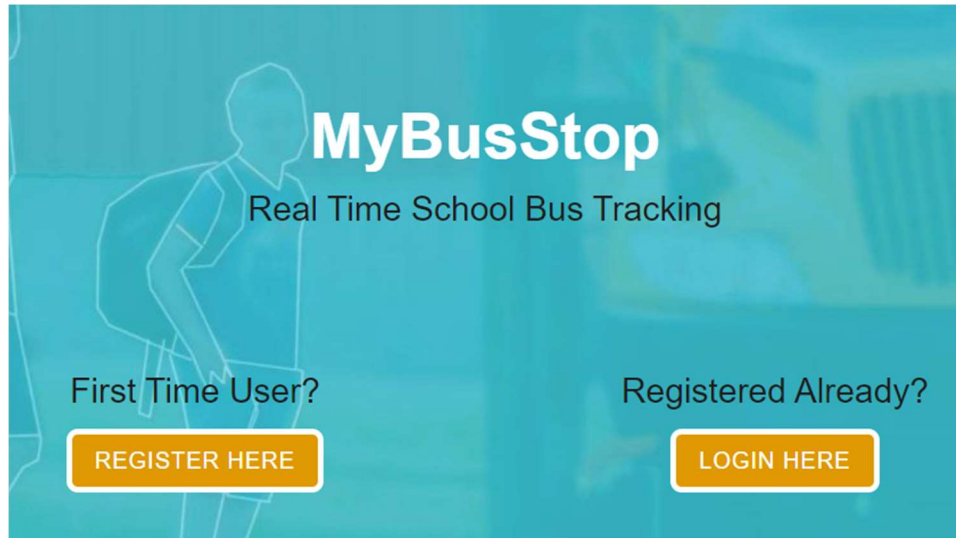 MyBusStop
Real Time School Bus Tracking
First Time User?
Registered Already?
REGISTER HERE
LOGIN HERE